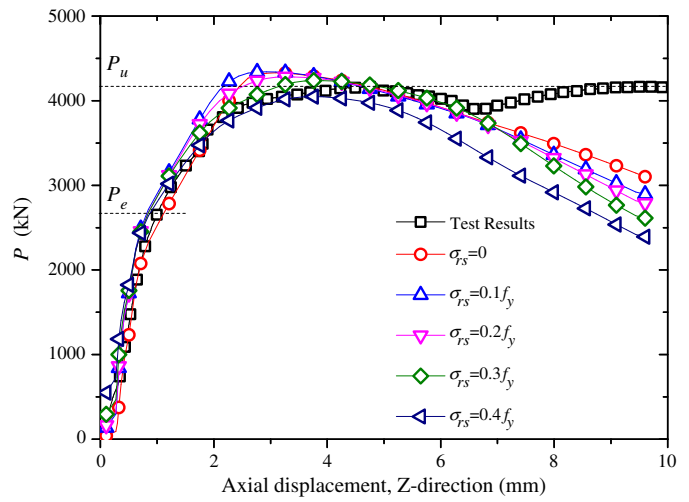 5000
4000
3000
2000
1000
0
P (kN)
P_u
P_e
Test Results
σ_rs=0
σ_rs=0.1f_y
σ_rs=0.2f_y
σ_rs=0.3f_y
σ_rs=0.4f_y
0 2 4 6 8 10
Axial displacement, Z-direction (mm)